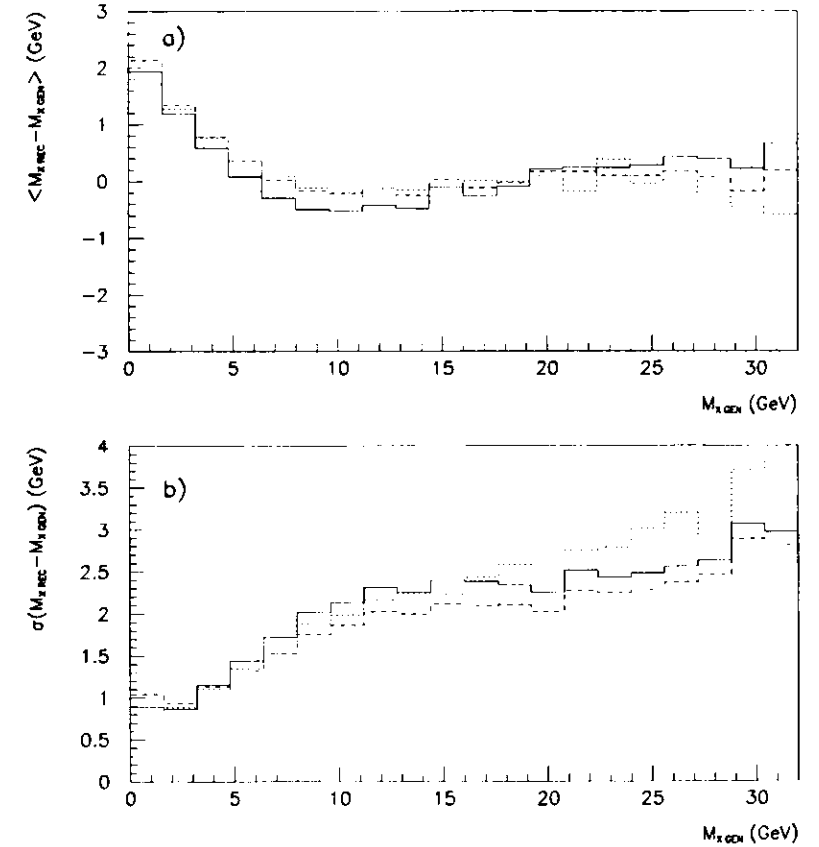 a)
<M_X REC − M_X GEN> (GeV)
3
2
1
0
−1
−2
−3
0 5 10 15 20 25 30
M_X GEN (GeV)
b)
σ(M_X REC − M_X GEN) (GeV)
4
3.5
3
2.5
2
1.5
1
0.5
0
0 5 10 15 20 25 30
M_X GEN (GeV)